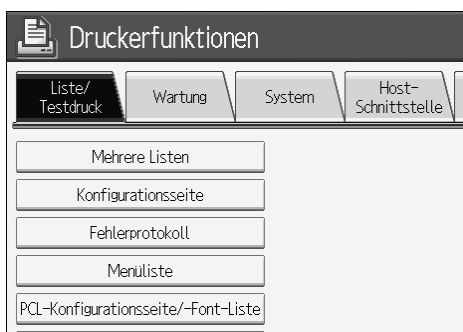 Druckerfunktionen
Liste/
Testdruck
Wartung
System
Host-
Schnittstelle
Mehrere Listen
Konfigurationsseite
Fehlerprotokoll
Menüliste
PCL-Konfigurationsseite/-Font-Liste